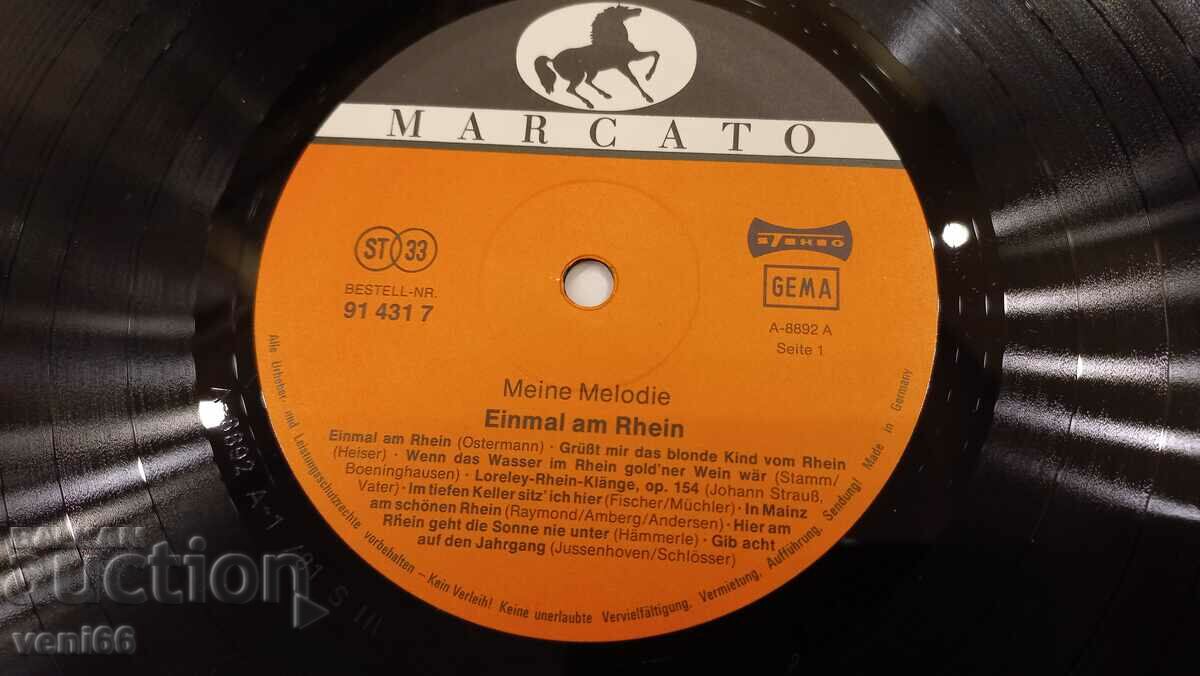 MARCATO
ST 33
BESTELL-NR.
91 431 7
STEREO
GEMA
A-8892 A
Seite 1
Meine Melodie
Einmal am Rhein
Einmal am Rhein (Ostermann) · Grüßt mir das blonde Kind vom Rhein
(Heiser) · Wenn das Wasser im Rhein gold'ner Wein wär (Stamm/
Boeninghausen) · Loreley-Rhein-Klänge, op. 154 (Johann Strauß,
Vater) · Im tiefen Keller sitz' ich hier (Fischer/Müchler) · In Mainz
am schönen Rhein (Raymond/Amberg/Andersen) · Hier am
Rhein geht die Sonne nie unter (Hämmerle) · Gib acht
auf den Jahrgang (Jussenhoven/Schlösser)
Alle Urheber- und Leistungsschutzrechte vorbehalten – Kein Verleih! Keine unerlaubte Vervielfältigung, Vermietung, Aufführung, Sendung! Made in Germany
8892 A-1
auction
veni66